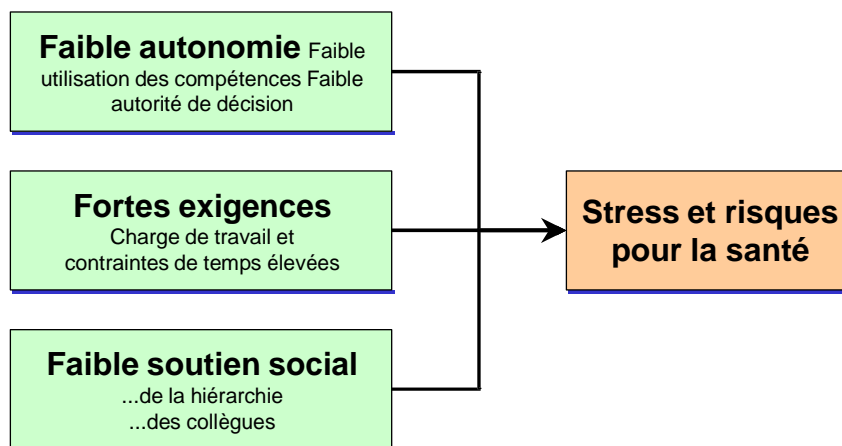 Faible autonomie Faible
utilisation des compétences Faible
autorité de décision
Fortes exigences
Charge de travail et
contraintes de temps élevées
Stress et risques
pour la santé
Faible soutien social
...de la hiérarchie
...des collègues